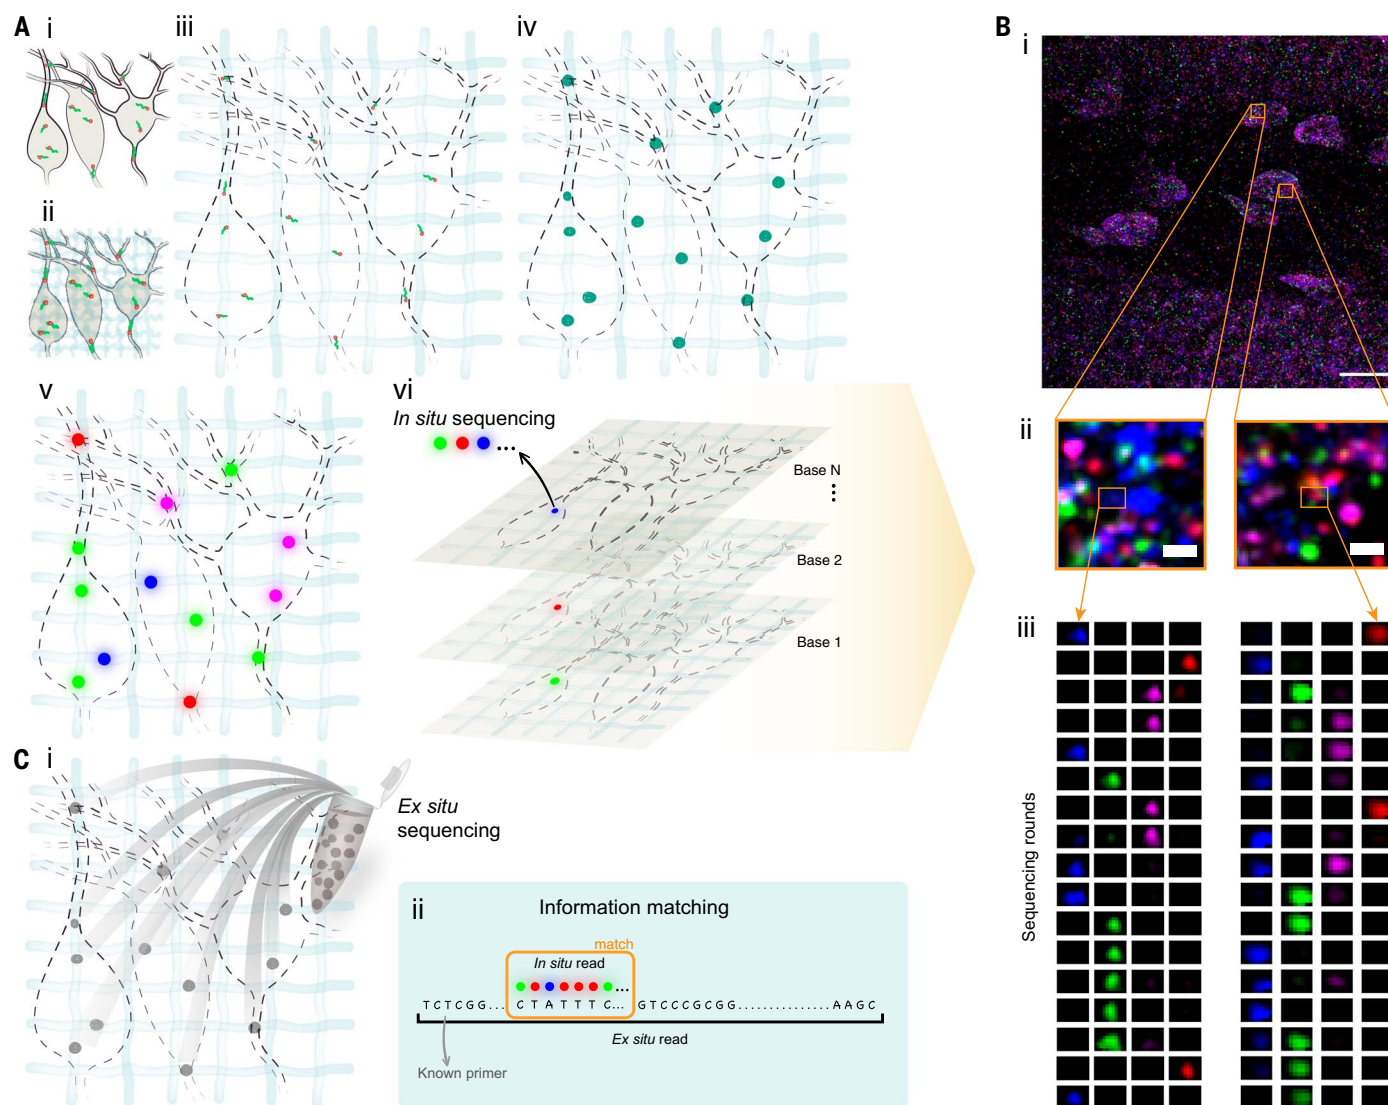 A
i
iii
iv
ii
v
vi
In situ sequencing
Base N
Base 2
Base 1
B
i
ii
iii
Sequencing rounds
C
i
Ex situ
sequencing
ii
Information matching
match
In situ read
TCTCGG... CTATTTC... GTCCCGCGG..............AAGC
Ex situ read
Known primer